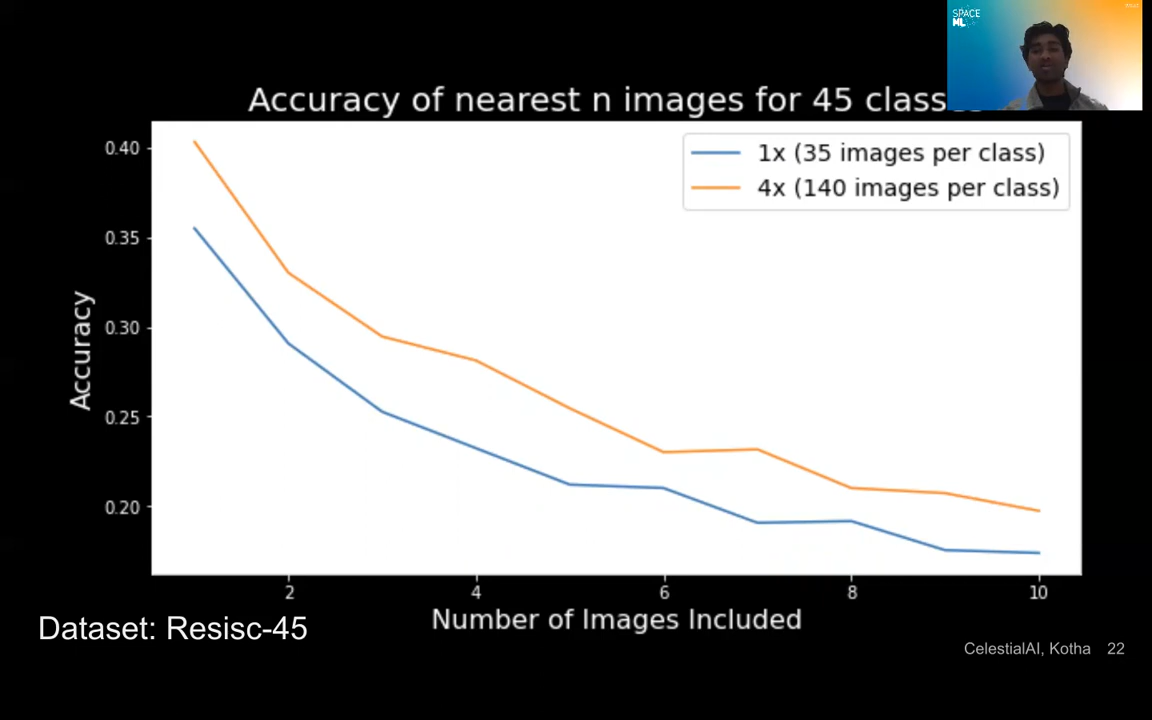 SPACE
ML
Accuracy of nearest n images for 45 class
1x (35 images per class)
4x (140 images per class)
0.40
0.35
0.30
0.25
0.20
Accuracy
2 4 6 8 10
Number of Images Included
Dataset: Resisc-45
CelestialAI, Kotha 22